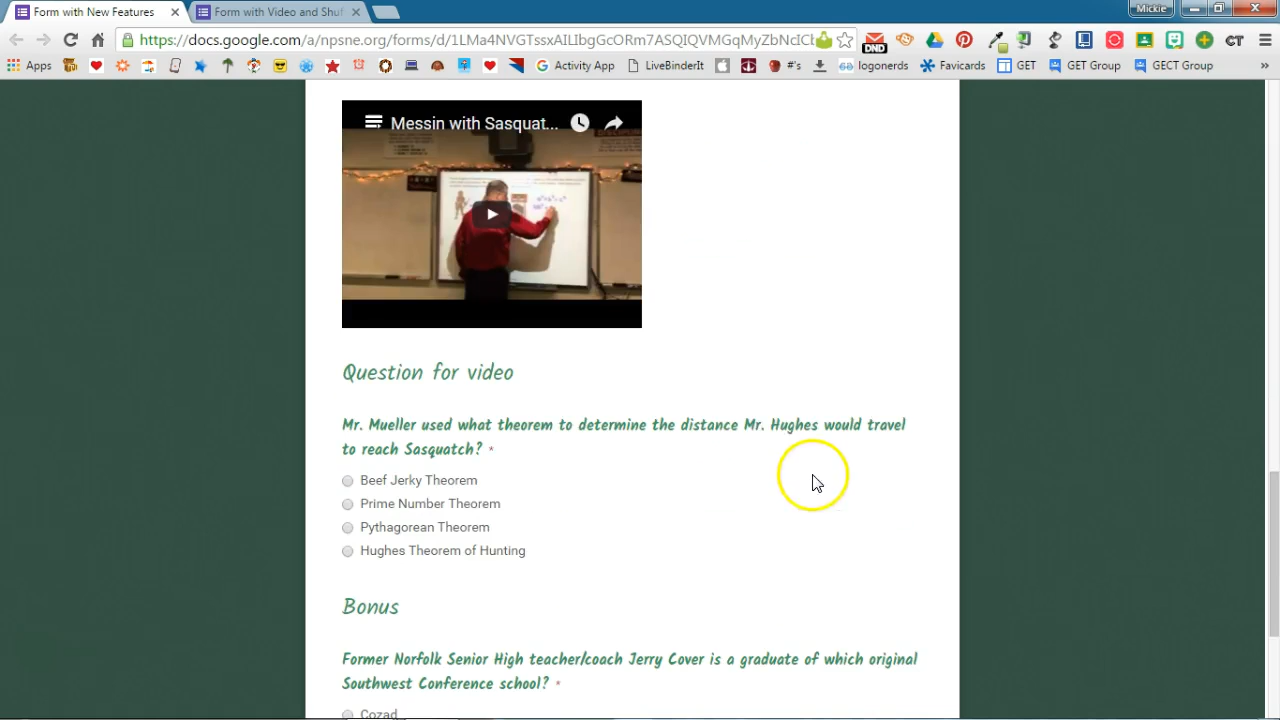 Form with New Features
Form with Video and Shuf
Mickie
https://docs.google.com/a/npsne.org/forms/d/1LMa4NVGTssxAILIbgGcORm7ASQIQVMGqMyZbNcICb
DND
CT
Apps
#'s
Activity App
LiveBinderIt
logonerds
Favicards
GET
GET Group
GECT Group
»
Messin with Sasquat...
Question for video
Mr. Mueller used what theorem to determine the distance Mr. Hughes would travel
to reach Sasquatch? *
Beef Jerky Theorem
Prime Number Theorem
Pythagorean Theorem
Hughes Theorem of Hunting
Bonus
Former Norfolk Senior High teacher/coach Jerry Cover is a graduate of which original
Southwest Conference school? *
Cozad